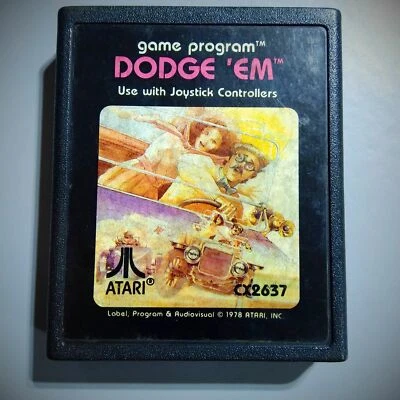 game program™
DODGE 'EM™
Use with Joystick Controllers
ATARI®
CX2637
Label, Program & Audiovisual © 1978 ATARI, INC.